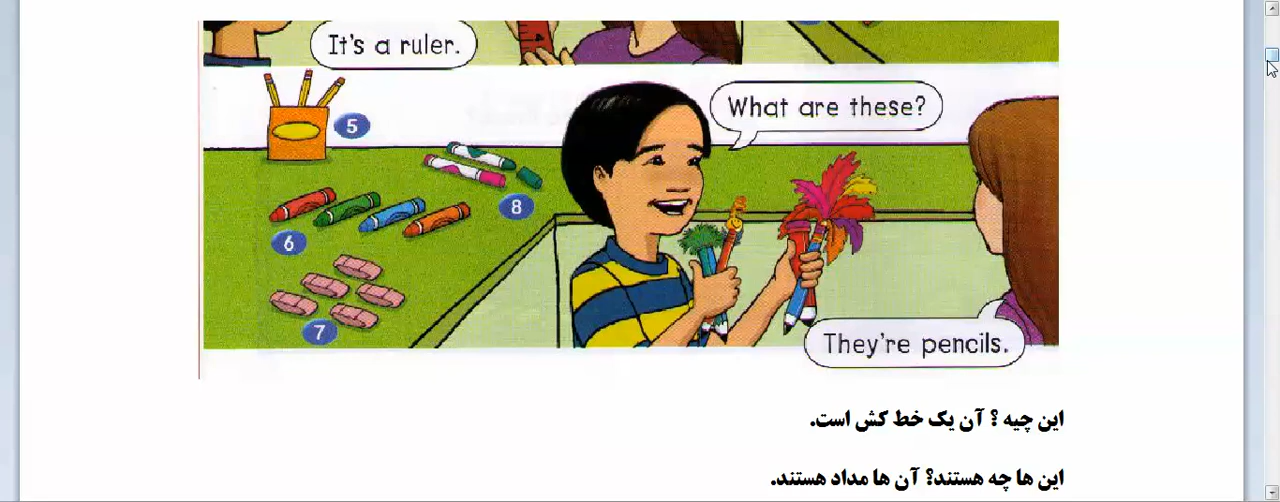 It's a ruler.
What are these?
5
8
6
7
They're pencils.
این چیه ؟ آن یک خط کش است.
این ها چه هستند؟ آن ها مداد هستند.